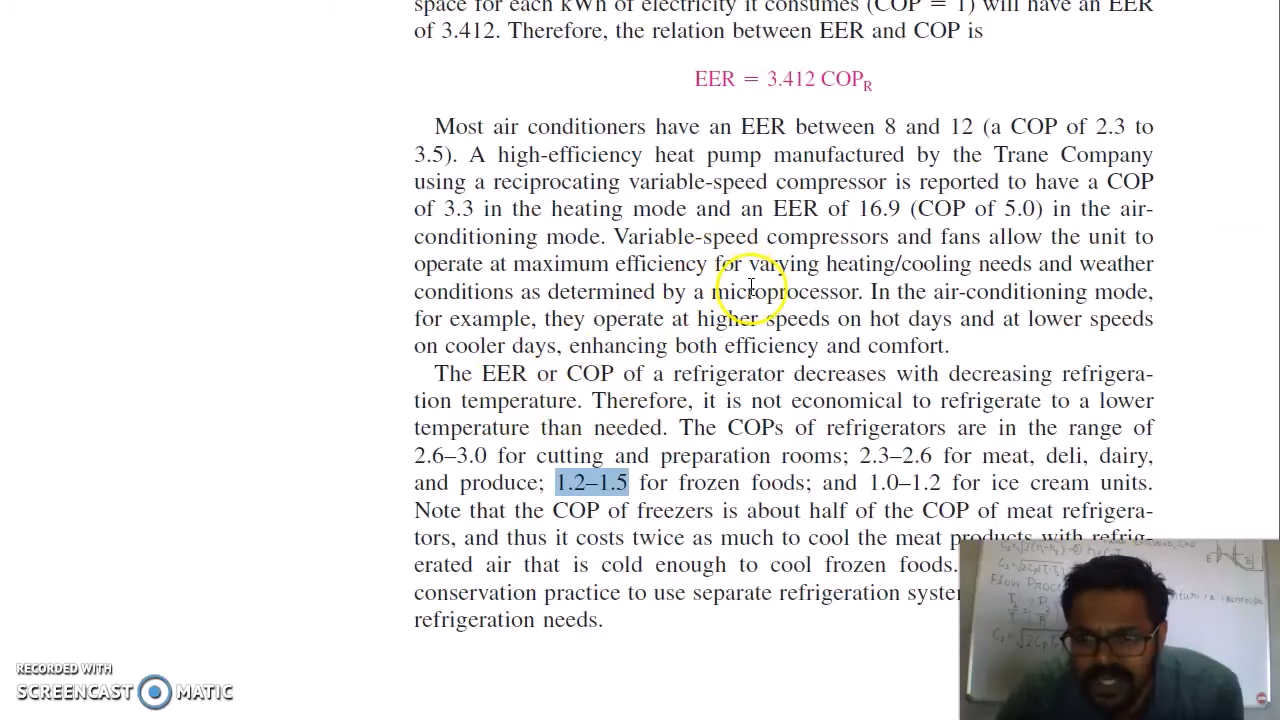 space for each kWh of electricity it consumes (COP = 1) will have an EER
of 3.412. Therefore, the relation between EER and COP is
EER = 3.412 COP_R
Most air conditioners have an EER between 8 and 12 (a COP of 2.3 to
3.5). A high-efficiency heat pump manufactured by the Trane Company
using a reciprocating variable-speed compressor is reported to have a COP
of 3.3 in the heating mode and an EER of 16.9 (COP of 5.0) in the air-
conditioning mode. Variable-speed compressors and fans allow the unit to
operate at maximum efficiency for varying heating/cooling needs and weather
conditions as determined by a microprocessor. In the air-conditioning mode,
for example, they operate at higher speeds on hot days and at lower speeds
on cooler days, enhancing both efficiency and comfort.
The EER or COP of a refrigerator decreases with decreasing refrigera-
tion temperature. Therefore, it is not economical to refrigerate to a lower
temperature than needed. The COPs of refrigerators are in the range of
2.6–3.0 for cutting and preparation rooms; 2.3–2.6 for meat, deli, dairy,
and produce; 1.2–1.5 for frozen foods; and 1.0–1.2 for ice cream units.
Note that the COP of freezers is about half of the COP of meat refrigera-
tors, and thus it costs twice as much to cool the meat products with refrig-
erated air that is cold enough to cool frozen foods.
conservation practice to use separate refrigeration
refrigeration needs.
Flow
RECORDED WITH
SCREENCAST MATIC